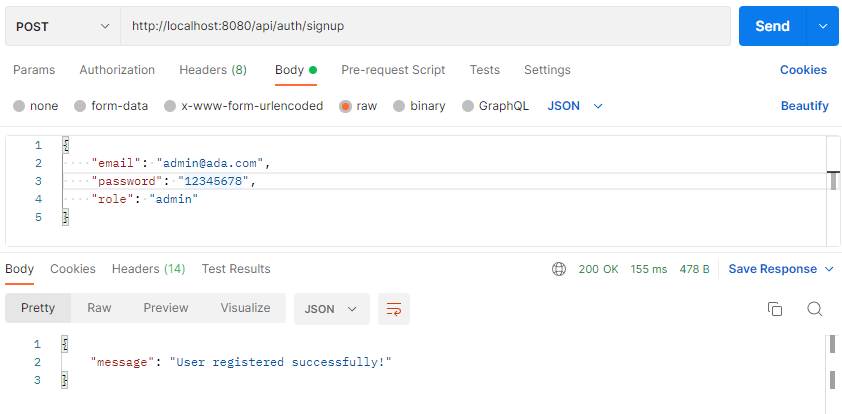 POST http://localhost:8080/api/auth/signup Send
Params Authorization Headers (8) Body Pre-request Script Tests Settings Cookies
none form-data x-www-form-urlencoded raw binary GraphQL JSON Beautify
1 {
2 "email": "admin@ada.com",
3 "password": "12345678",
4 "role": "admin"
5 }
Body Cookies Headers (14) Test Results 200 OK 155 ms 478 B Save Response
Pretty Raw Preview Visualize JSON
1 {
2 "message": "User registered successfully!"
3 }